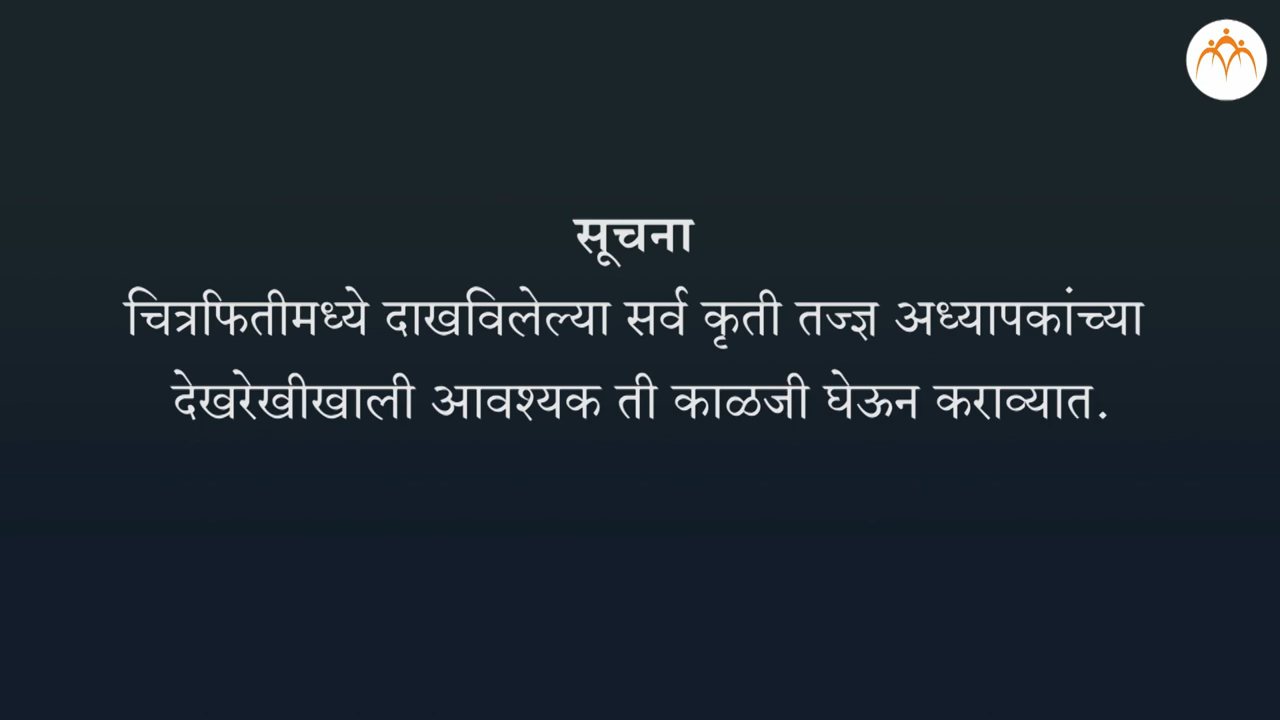 सूचना
चित्रफितीमध्ये दाखविलेल्या सर्व कृती तज्ज्ञ अध्यापकांच्या
देखरेखीखाली आवश्यक ती काळजी घेऊन कराव्यात.